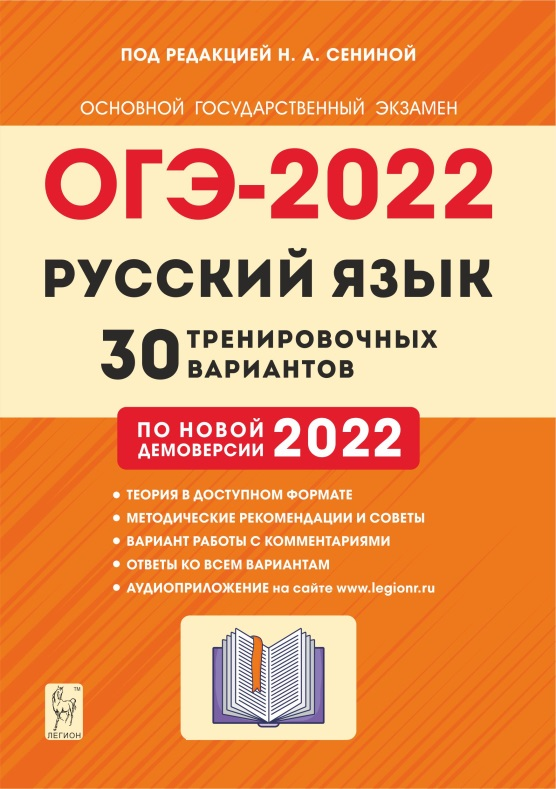 ПОД РЕДАКЦИЕЙ Н. А. СЕНИНОЙ
ОСНОВНОЙ ГОСУДАРСТВЕННЫЙ ЭКЗАМЕН
ОГЭ-2022
РУССКИЙ ЯЗЫК
30 ТРЕНИРОВОЧНЫХ
ВАРИАНТОВ
ПО НОВОЙ
ДЕМОВЕРСИИ 2022
• ТЕОРИЯ В ДОСТУПНОМ ФОРМАТЕ
• МЕТОДИЧЕСКИЕ РЕКОМЕНДАЦИИ И СОВЕТЫ
• ВАРИАНТ РАБОТЫ С КОММЕНТАРИЯМИ
• ОТВЕТЫ КО ВСЕМ ВАРИАНТАМ
• АУДИОПРИЛОЖЕНИЕ на сайте www.legionr.ru
TM
ЛЕГИОН